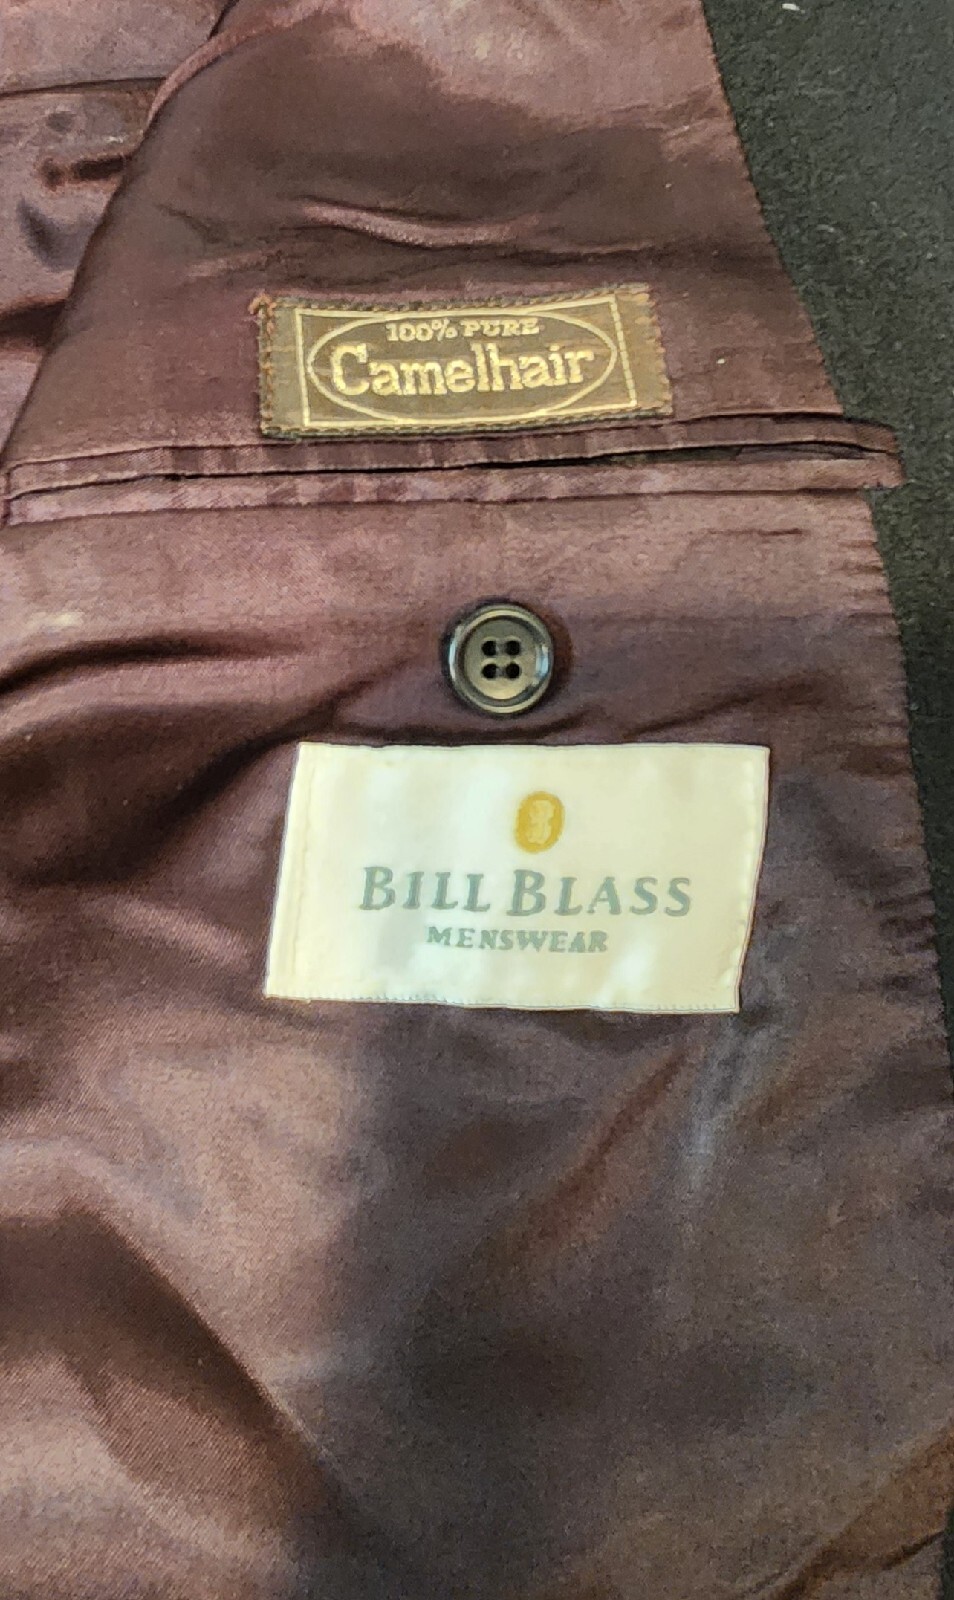 100% PURE
Camelhair
BILL BLASS
MENSWEAR